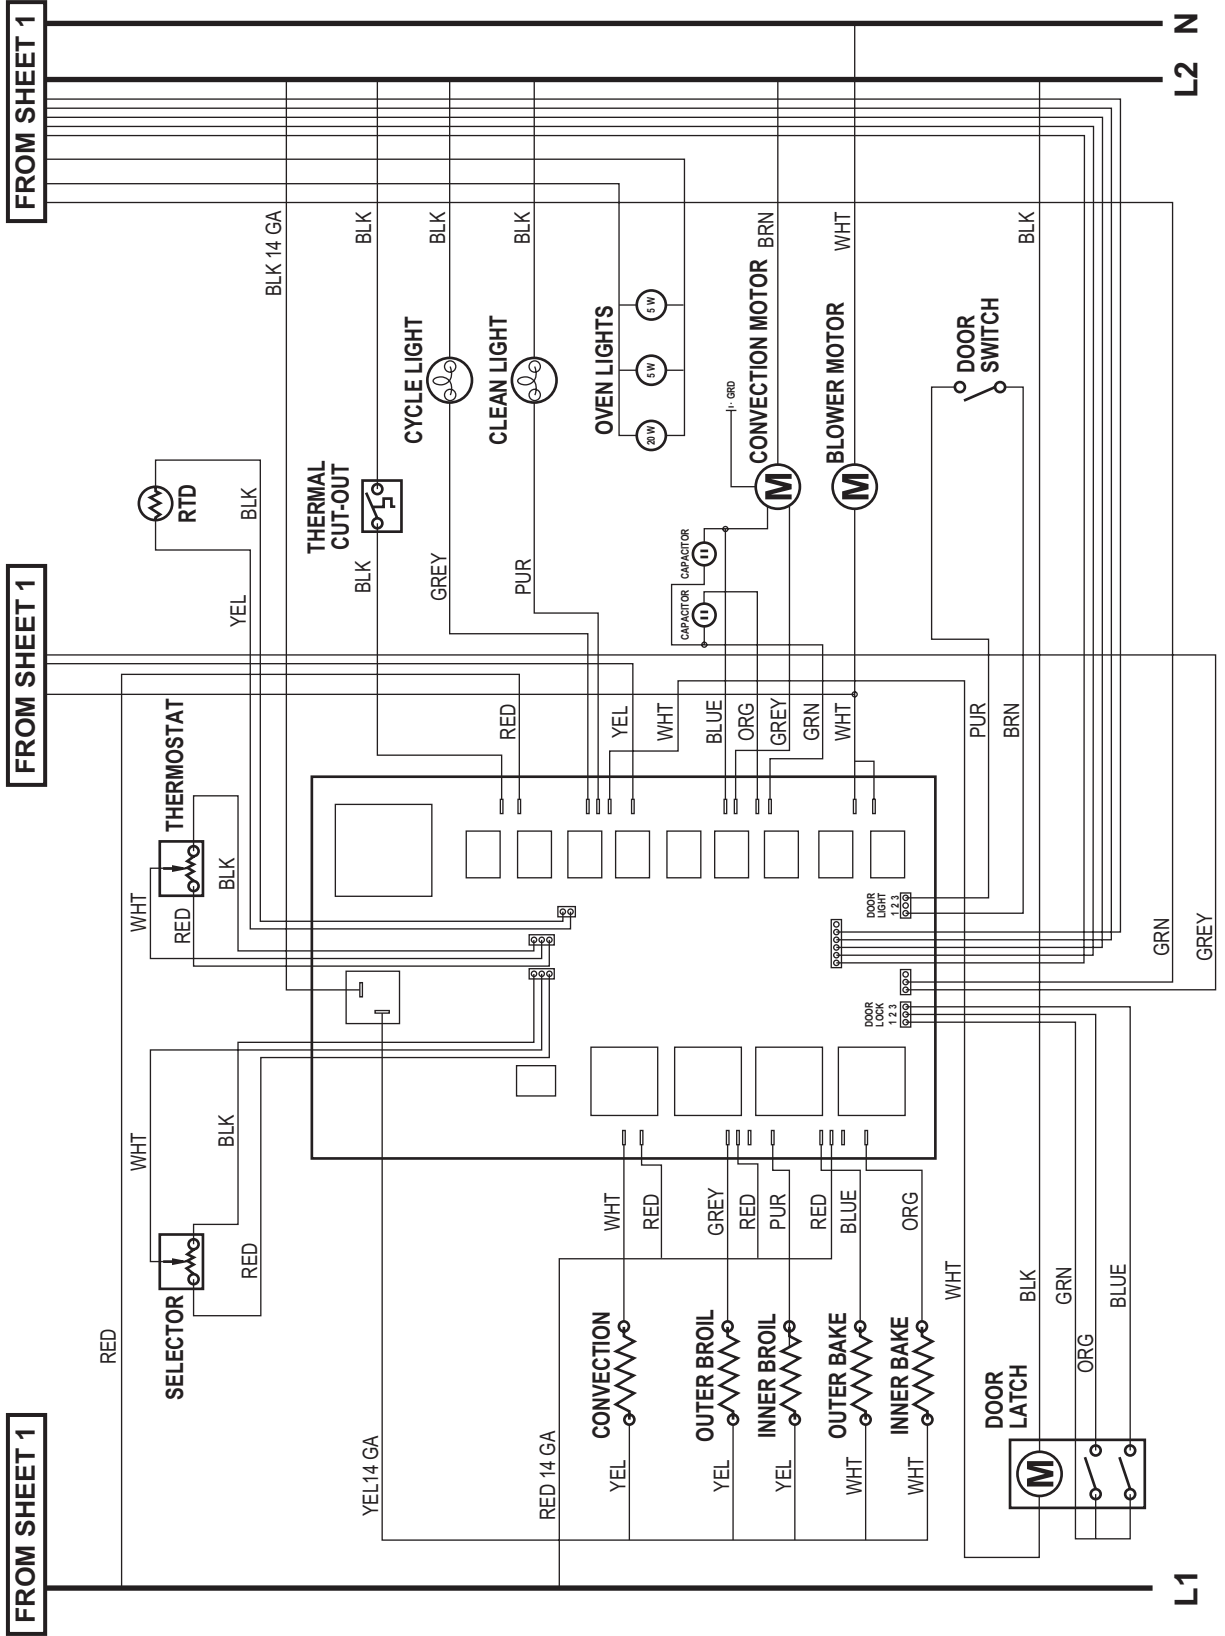 FROM SHEET 1
FROM SHEET 1
FROM SHEET 1
N
L2
L1
BLK 14 GA
BLK
BLK
BLK
BRN
WHT
BLK
RTD
BLK
YEL
THERMAL
CUT-OUT
BLK
CYCLE LIGHT
GREY
CLEAN LIGHT
PUR
OVEN LIGHTS
20 W
5 W
5 W
GRD
CONVECTION MOTOR
M
BLOWER MOTOR
M
CAPACITOR
CAPACITOR
DOOR
SWITCH
THERMOSTAT
WHT
RED
BLK
RED
YEL
WHT
BLUE
ORG
GREY
GRN
WHT
PUR
BRN
DOOR
LIGHT
1 2 3
DOOR
LOCK
1 2 3
GRN
GREY
WHT
BLK
RED
SELECTOR
RED
YEL14 GA
RED 14 GA
WHT
RED
GREY
RED
PUR
RED
BLUE
ORG
WHT
BLK
GRN
ORG
BLUE
CONVECTION
OUTER BROIL
INNER BROIL
OUTER BAKE
INNER BAKE
DOOR
LATCH
M
YEL
YEL
YEL
WHT
WHT